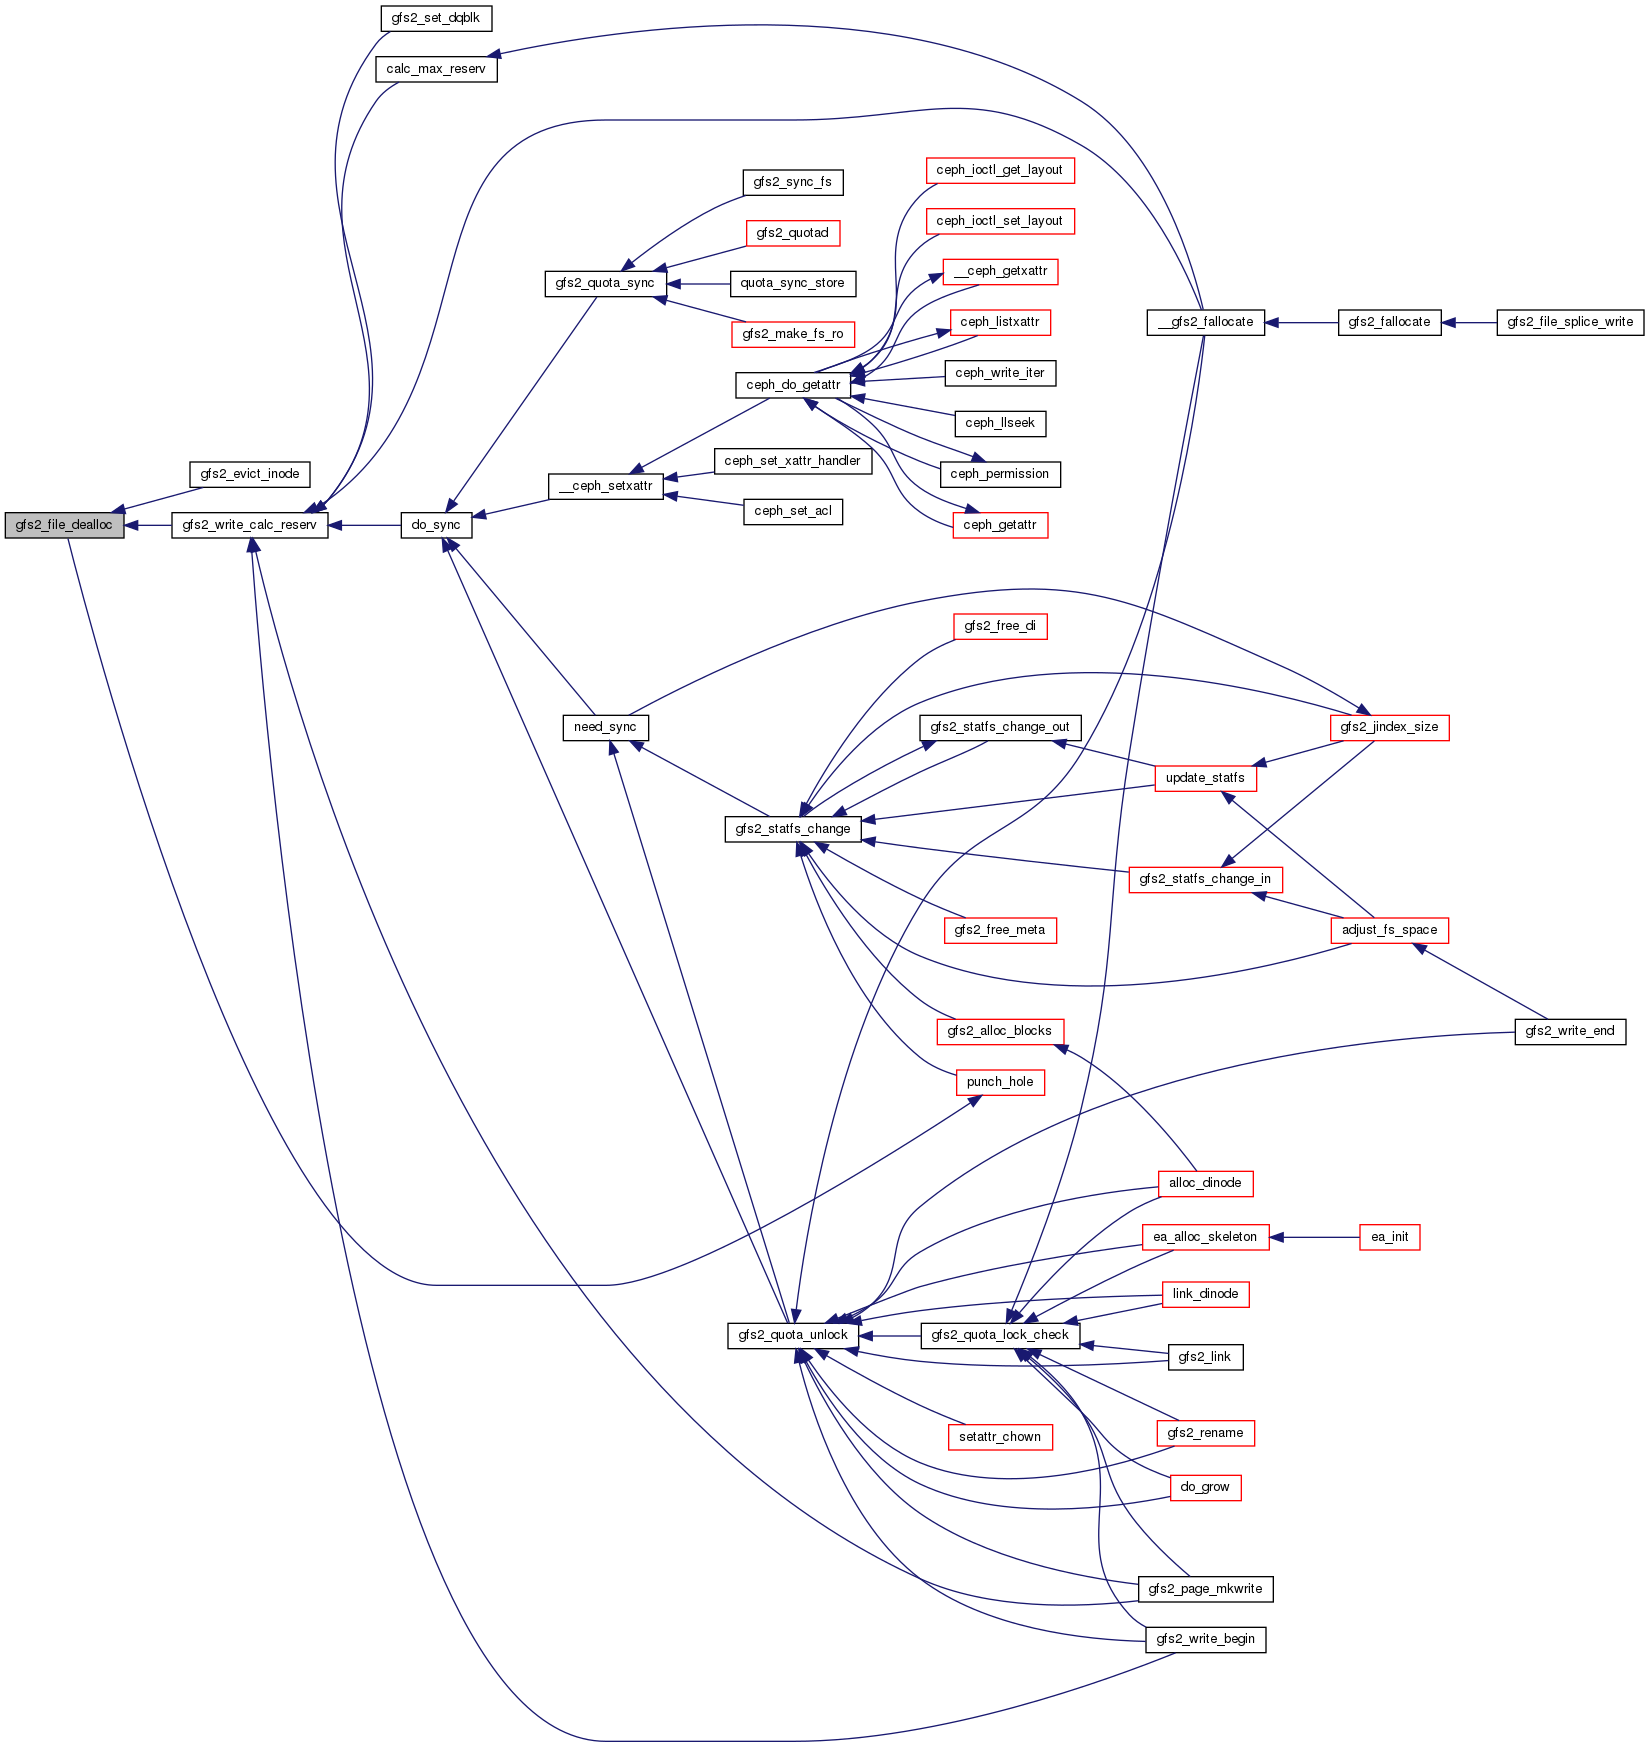 gfs2_set_dqblk
calc_max_reserv
ceph_ioctl_get_layout
gfs2_sync_fs
ceph_ioctl_set_layout
gfs2_quotad
__ceph_getxattr
gfs2_quota_sync
quota_sync_store
ceph_listxattr
__gfs2_fallocate
gfs2_fallocate
gfs2_file_splice_write
gfs2_make_fs_ro
ceph_write_iter
ceph_do_getattr
ceph_llseek
ceph_set_xattr_handler
gfs2_evict_inode
ceph_permission
__ceph_setxattr
ceph_set_acl
gfs2_file_dealloc
gfs2_write_calc_reserv
do_sync
ceph_getattr
gfs2_free_di
need_sync
gfs2_statfs_change_out
gfs2_jindex_size
update_statfs
gfs2_statfs_change
gfs2_statfs_change_in
gfs2_free_meta
adjust_fs_space
gfs2_alloc_blocks
gfs2_write_end
punch_hole
alloc_dinode
ea_alloc_skeleton
ea_init
link_dinode
gfs2_quota_unlock
gfs2_quota_lock_check
gfs2_link
setattr_chown
gfs2_rename
do_grow
gfs2_page_mkwrite
gfs2_write_begin